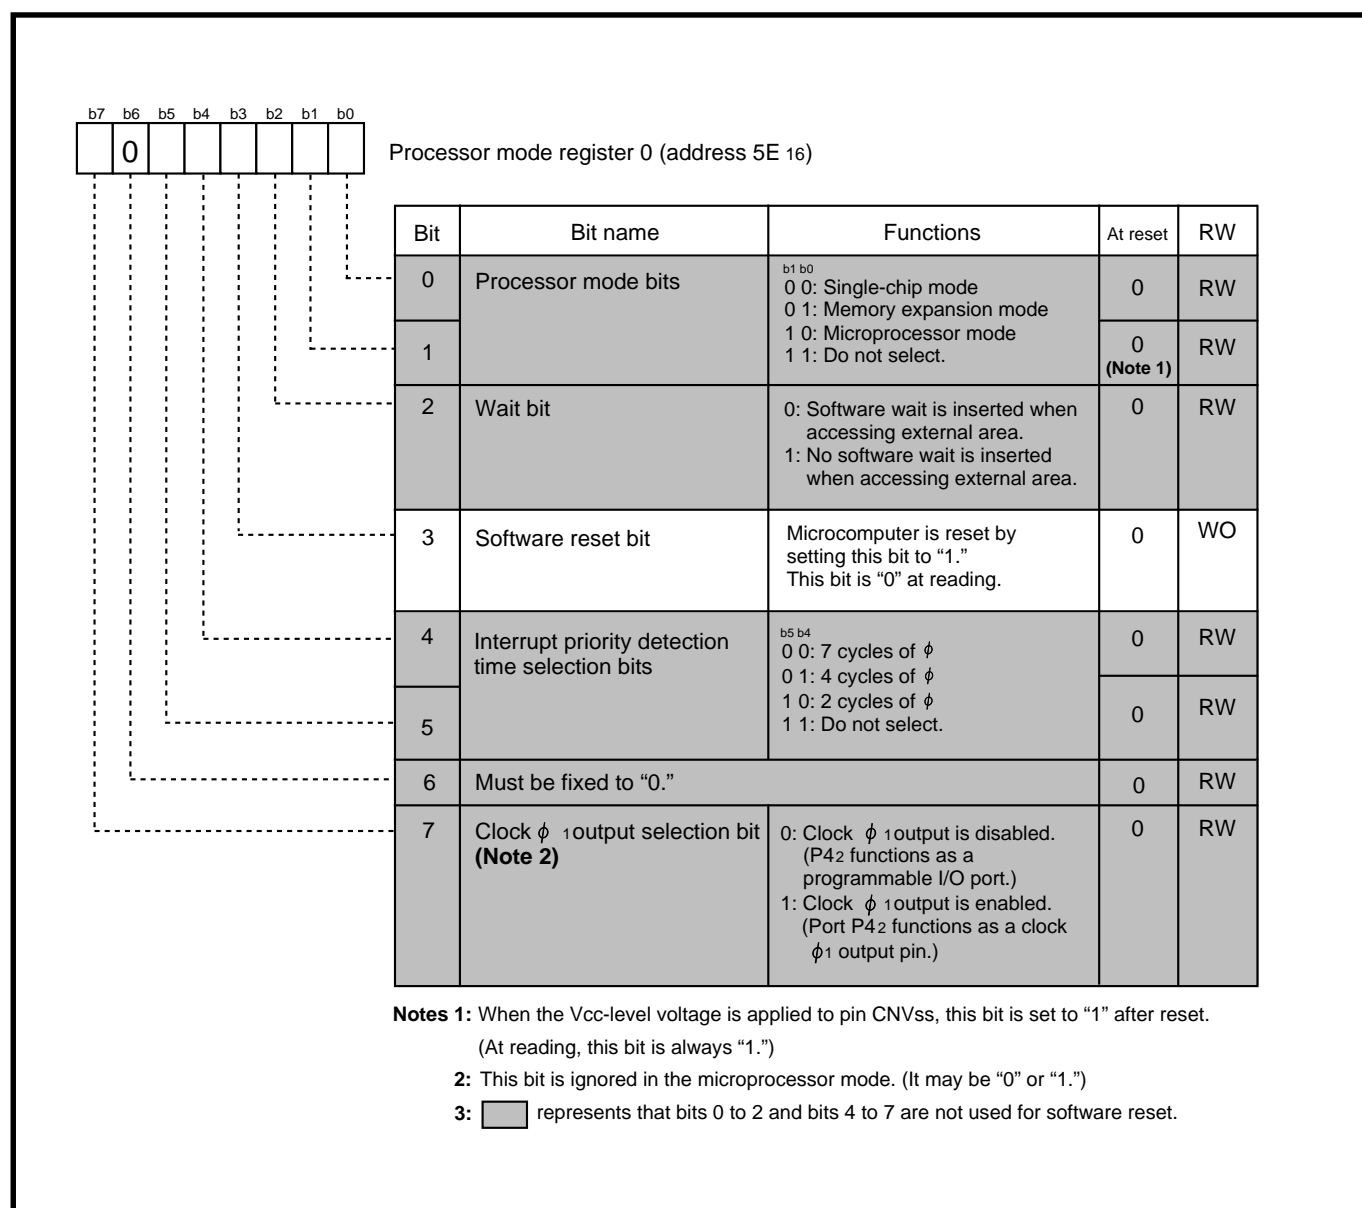 b7 b6 b5 b4 b3 b2 b1 b0
0
Processor mode register 0 (address 5E 16)
Bit Bit name Functions At reset RW
0 Processor mode bits
b1 b0
0 0: Single-chip mode
0 1: Memory expansion mode
1 0: Microprocessor mode
1 1: Do not select.
0 RW
1
0
(Note 1)
RW
2 Wait bit
0: Software wait is inserted when
accessing external area.
1: No software wait is inserted
when accessing external area.
0 RW
3 Software reset bit
Microcomputer is reset by
setting this bit to “1.”
This bit is “0” at reading.
0 WO
4
Interrupt priority detection
time selection bits
b5 b4
0 0: 7 cycles of ϕ
0 1: 4 cycles of ϕ
1 0: 2 cycles of ϕ
1 1: Do not select.
0 RW
5
0 RW
6 Must be fixed to “0.” 0 RW
7 Clock ϕ 1output selection bit
(Note 2)
0: Clock ϕ 1output is disabled.
(P42 functions as a
programmable I/O port.)
1: Clock ϕ 1output is enabled.
(Port P42 functions as a clock
ϕ1 output pin.)
0 RW
Notes 1: When the Vcc-level voltage is applied to pin CNVss, this bit is set to “1” after reset.
(At reading, this bit is always “1.”)
2: This bit is ignored in the microprocessor mode. (It may be “0” or “1.”)
3: represents that bits 0 to 2 and bits 4 to 7 are not used for software reset.